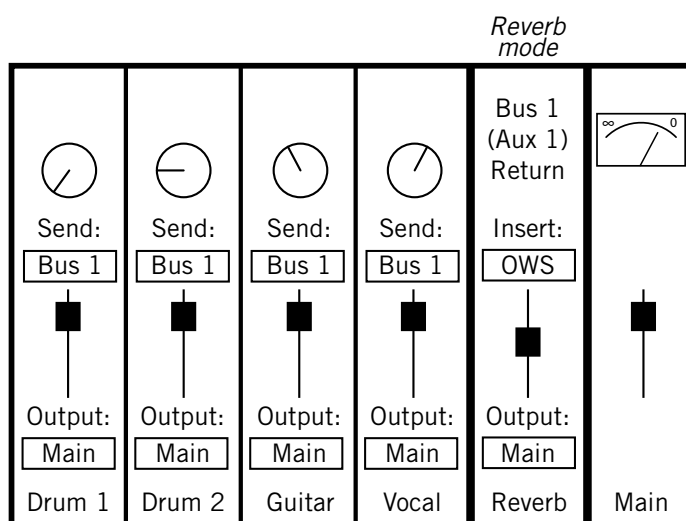 Reverb
mode
Bus 1
(Aux 1)
Return
∞ 0
Send: Send: Send: Send: Insert:
Bus 1 Bus 1 Bus 1 Bus 1 OWS
Output: Output: Output: Output: Output:
Main Main Main Main Main
Drum 1 Drum 2 Guitar Vocal Reverb Main